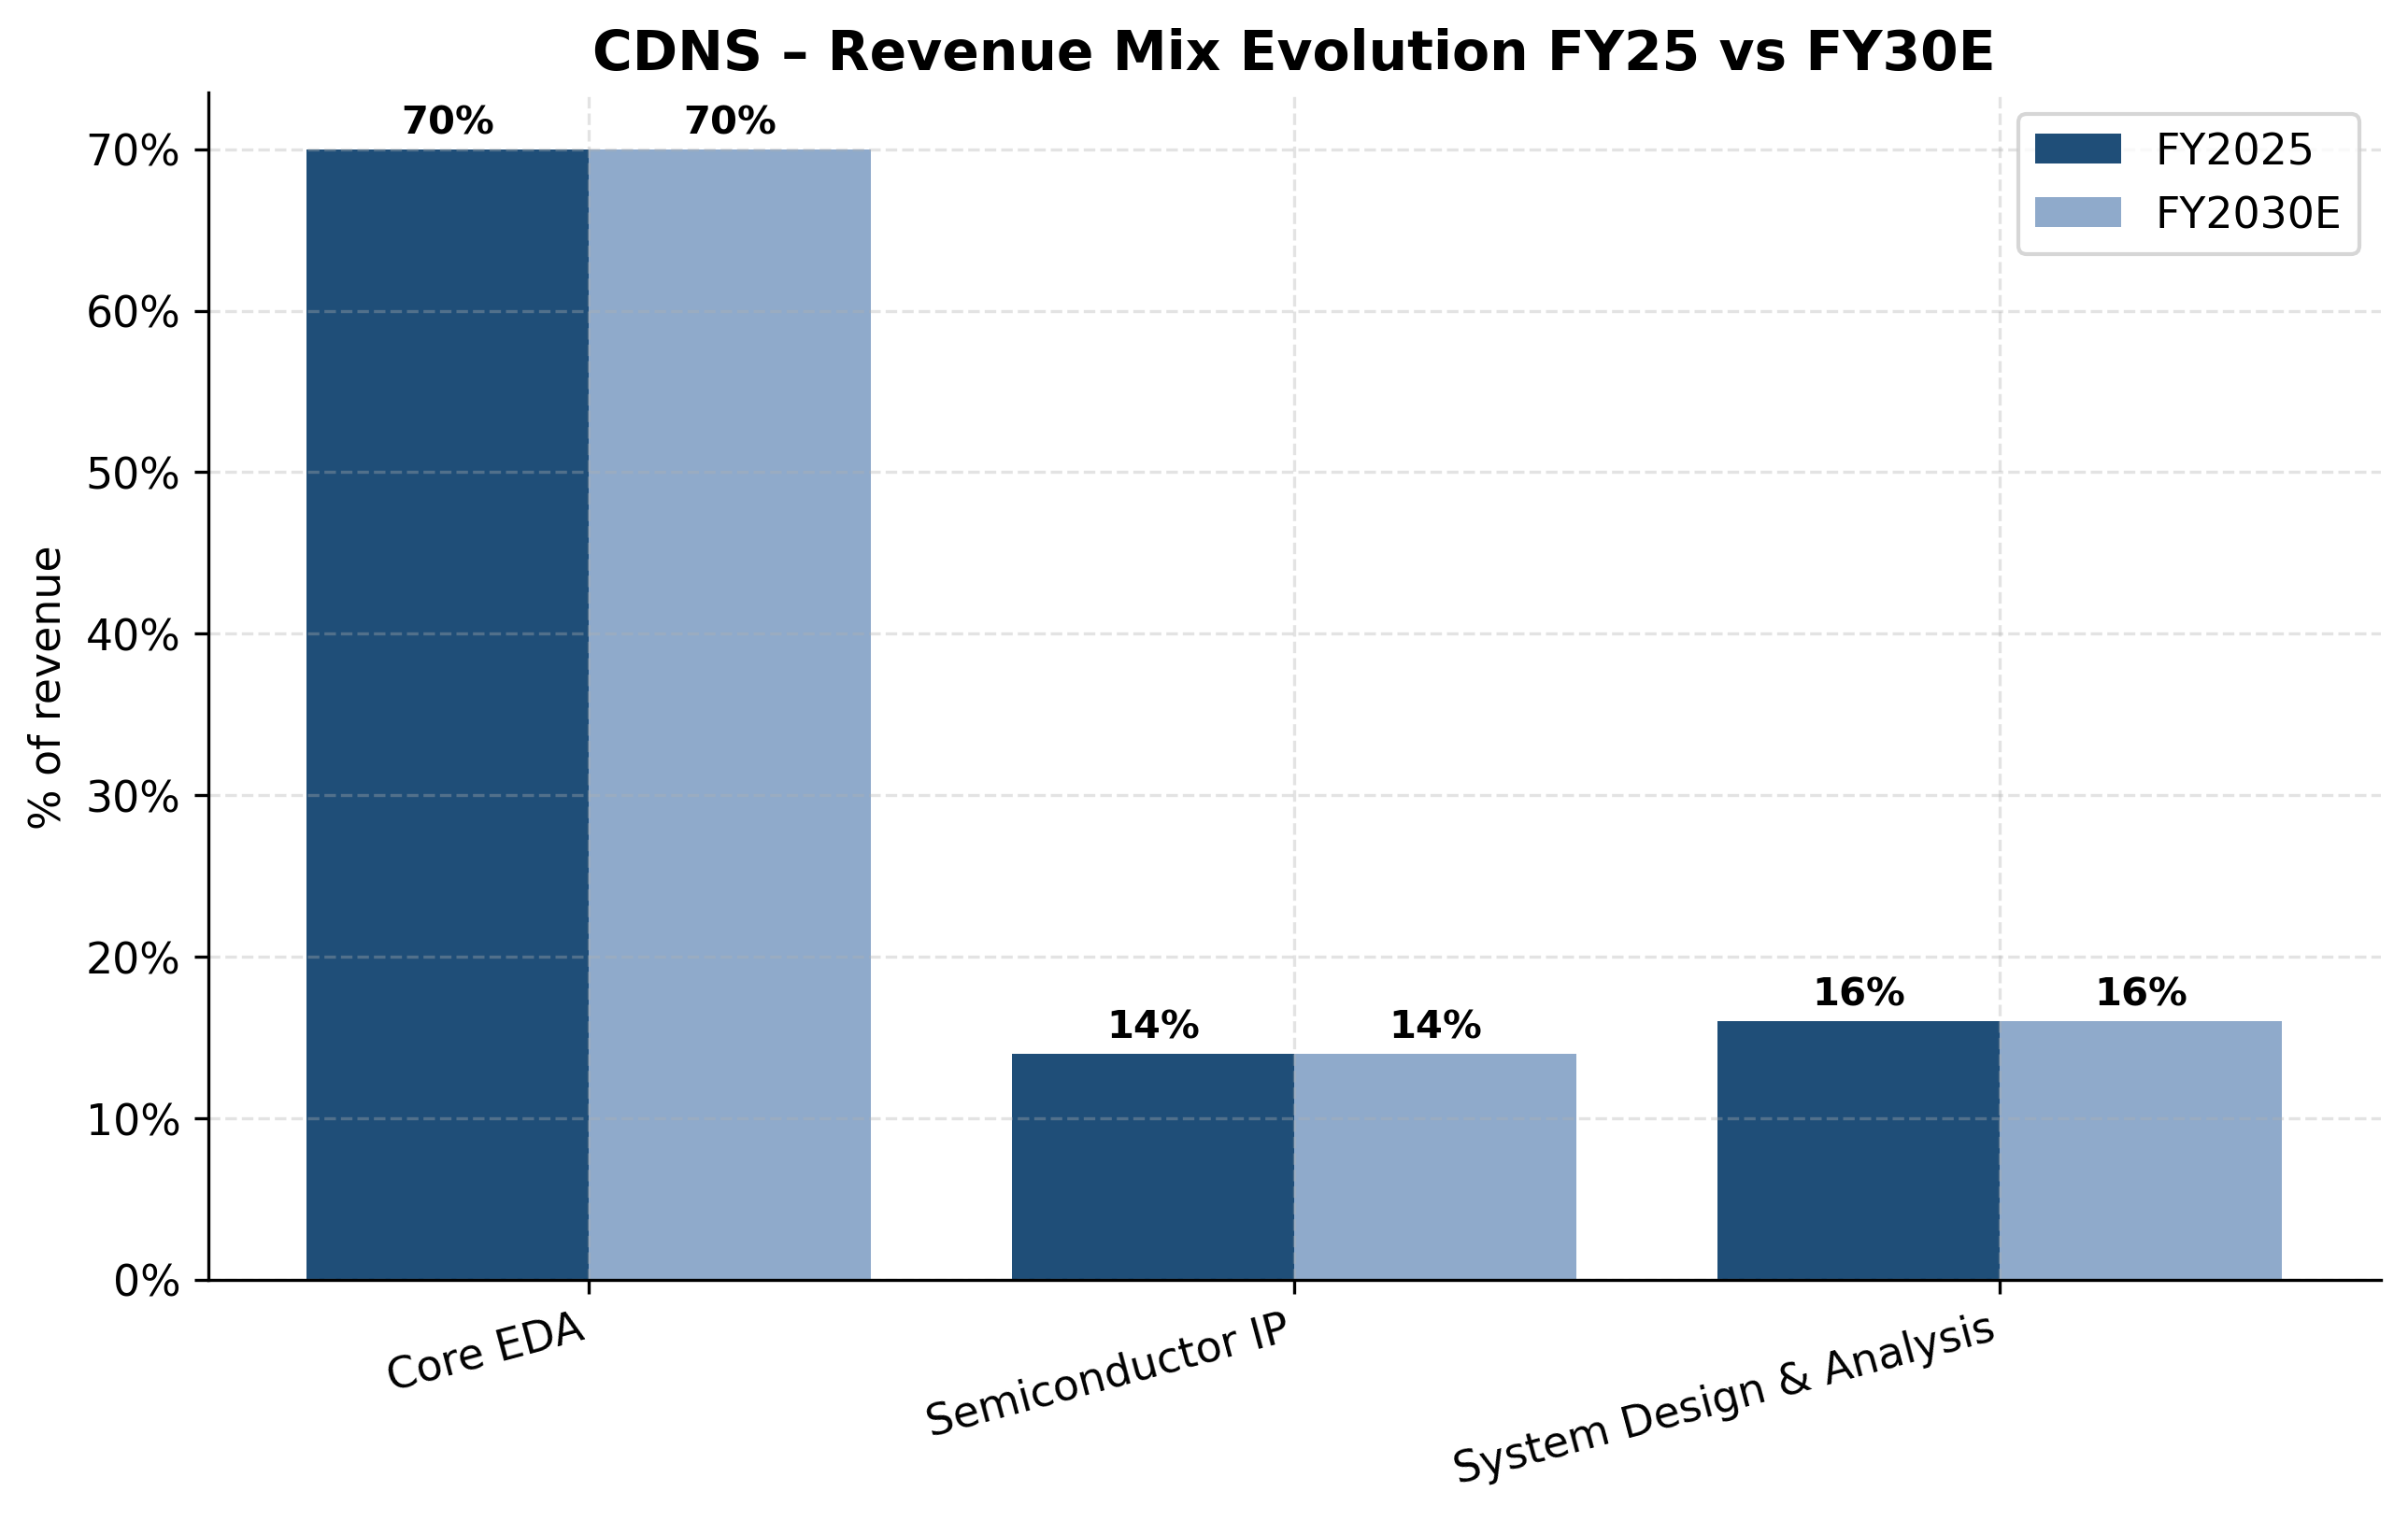 CDNS – Revenue Mix Evolution FY25 vs FY30E
FY2025
FY2030E
% of revenue
70%
60%
50%
40%
30%
20%
10%
0%
70%
70%
14%
14%
16%
16%
Core EDA
Semiconductor IP
System Design & Analysis